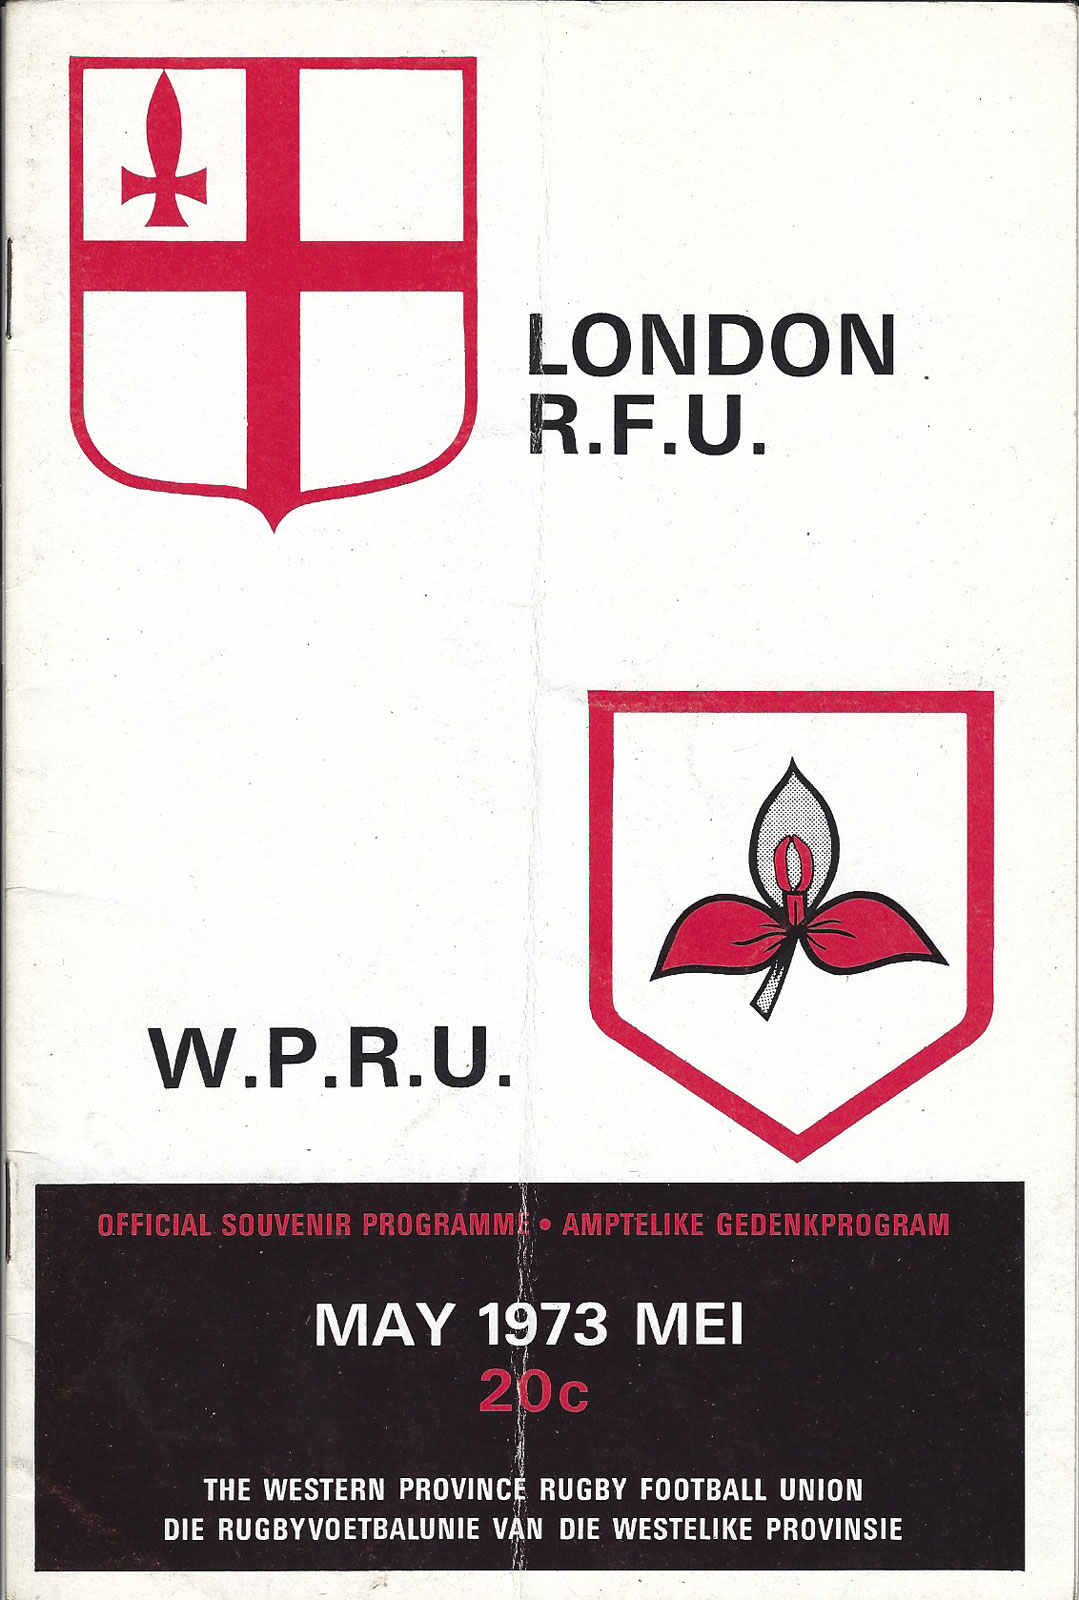 LONDON
R.F.U.
W.P.R.U.
OFFICIAL SOUVENIR PROGRAMME • AMPTELIKE GEDENKPROGRAM
MAY 1973 MEI
20c
THE WESTERN PROVINCE RUGBY FOOTBALL UNION
DIE RUGBYVOETBALUNIE VAN DIE WESTELIKE PROVINSIE